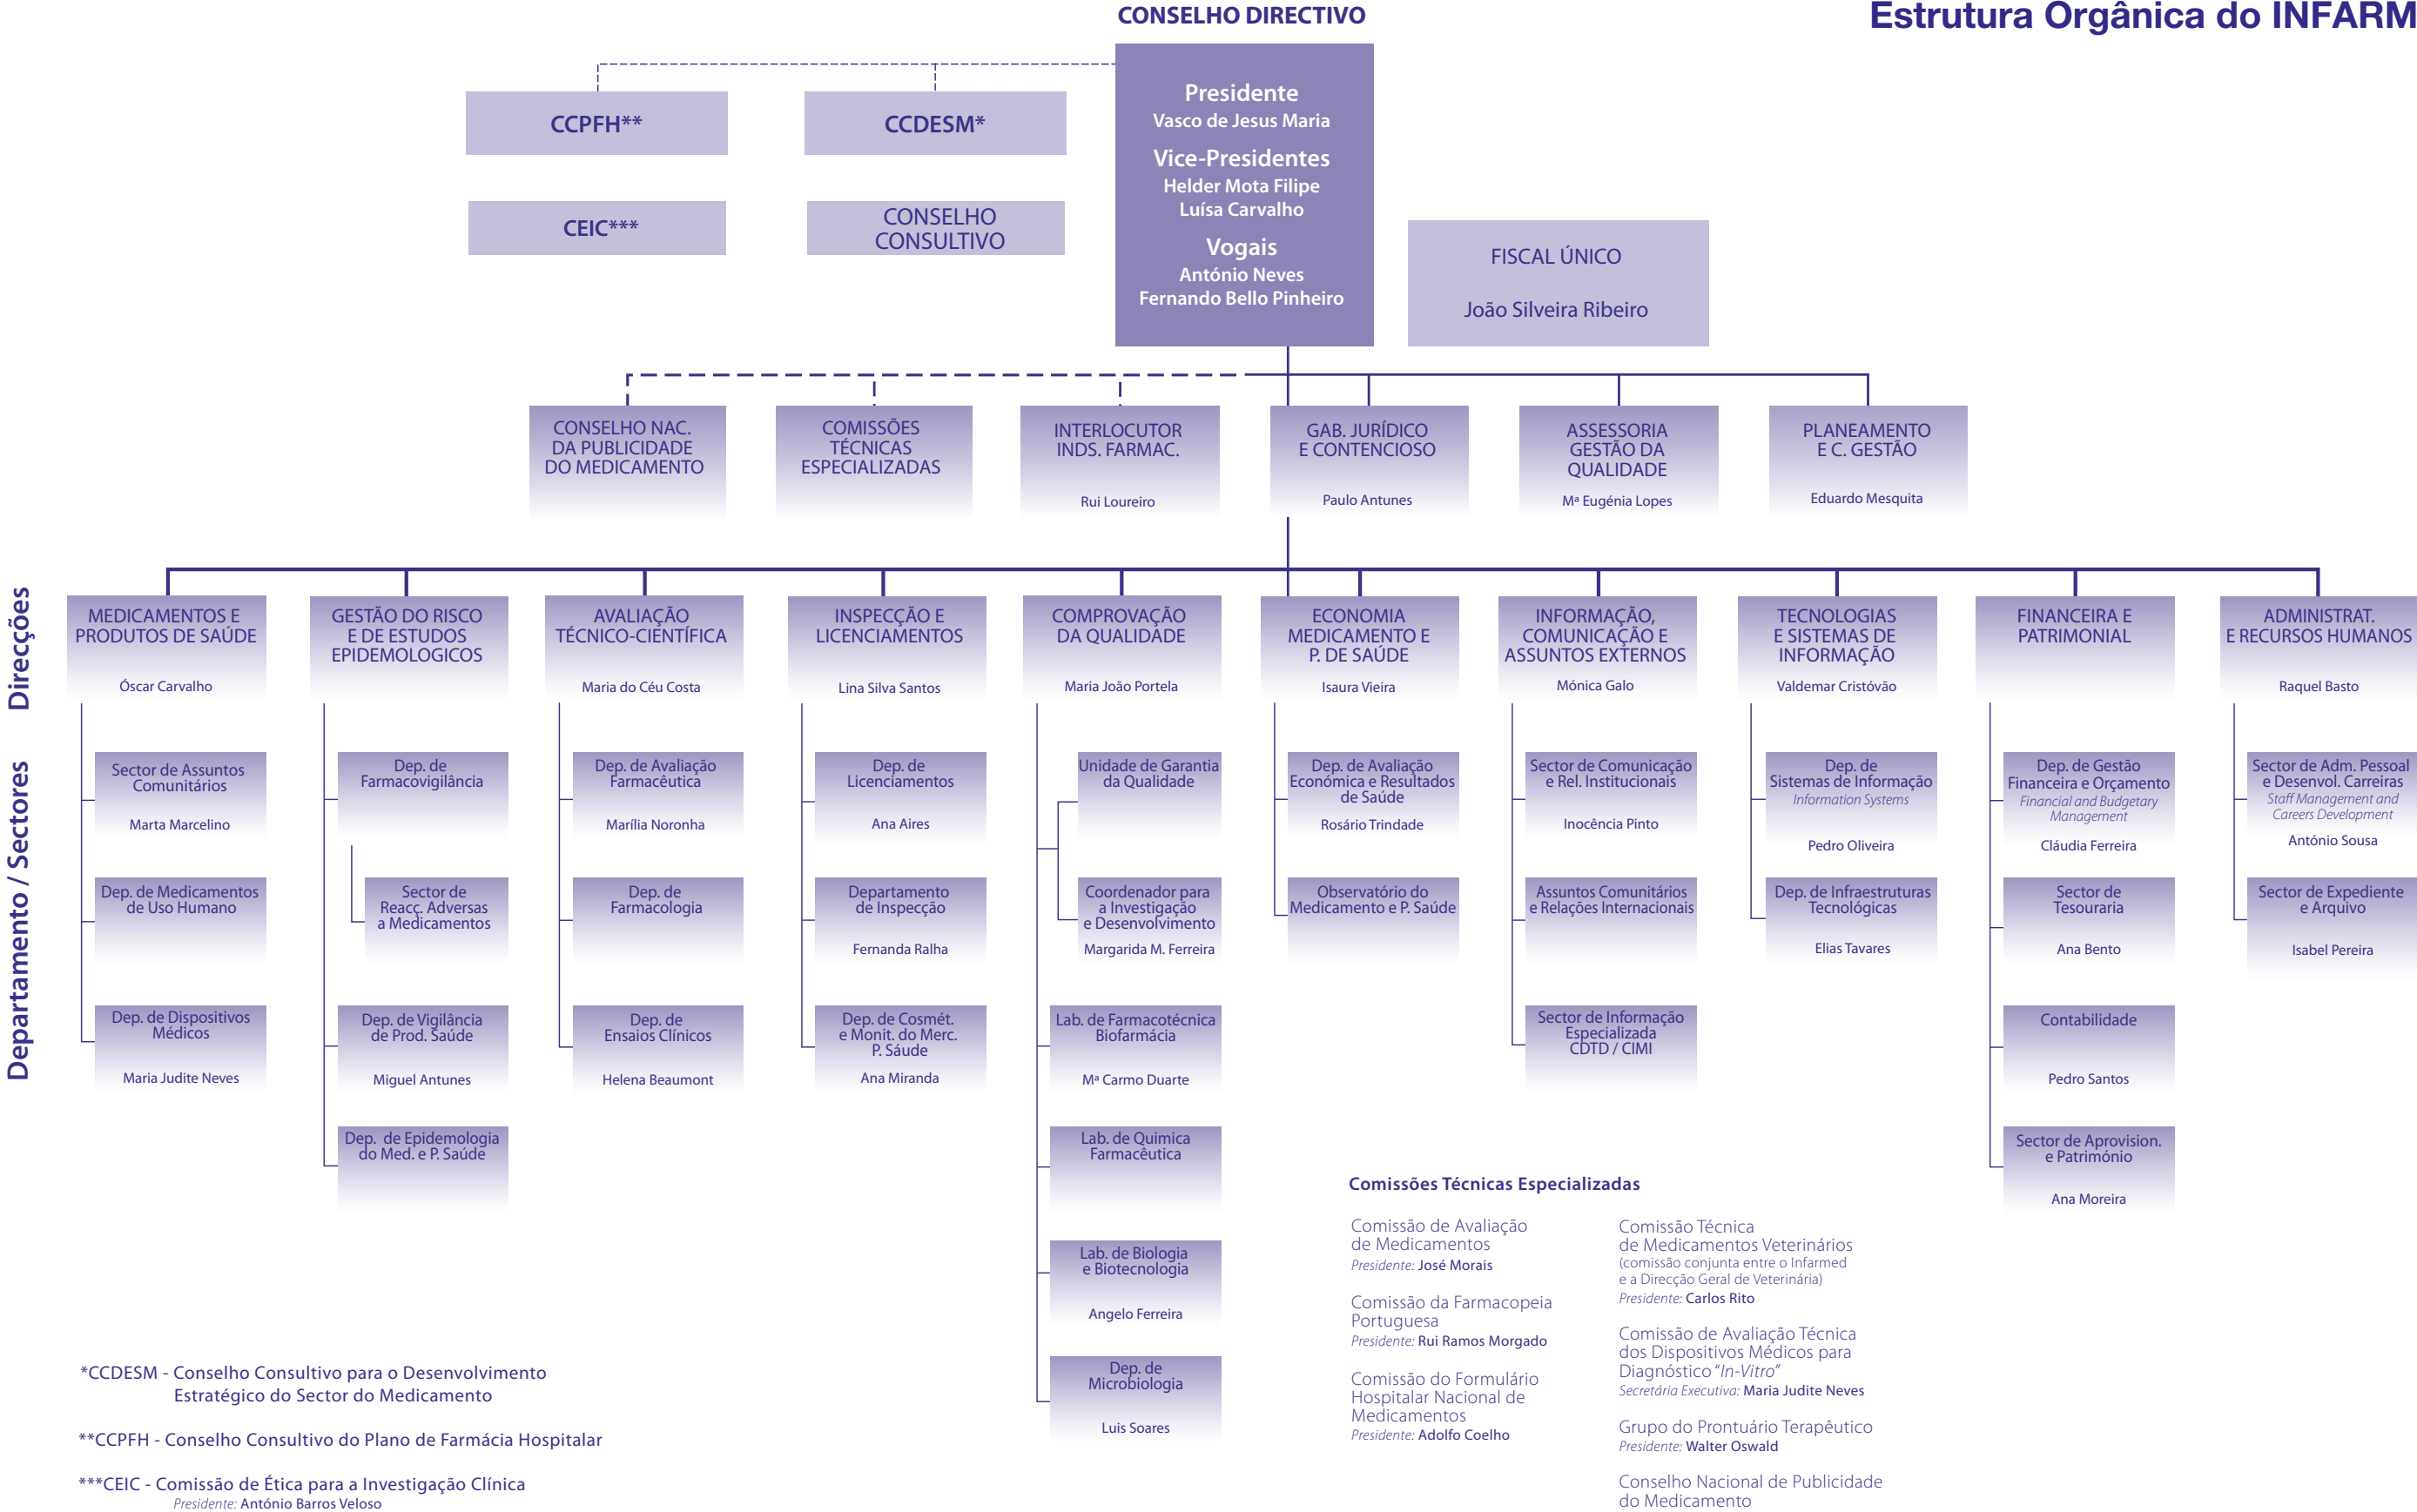 CONSELHO DIRECTIVO
Estrutura Orgânica do INFARM
Presidente
Vasco de Jesus Maria
Vice-Presidentes
Helder Mota Filipe
Luísa Carvalho
Vogais
António Neves
Fernando Bello Pinheiro
CCPFH**
CCDESM*
CEIC***
CONSELHO
CONSULTIVO
FISCAL ÚNICO
João Silveira Ribeiro
CONSELHO NAC.
DA PUBLICIDADE
DO MEDICAMENTO
COMISSÕES
TÉCNICAS
ESPECIALIZADAS
INTERLOCUTOR
INDS. FARMAC.
Rui Loureiro
GAB. JURÍDICO
E CONTENCIOSO
Paulo Antunes
ASSESSORIA
GESTÃO DA
QUALIDADE
Mª Eugénia Lopes
PLANEAMENTO
E C. GESTÃO
Eduardo Mesquita
Direcções
MEDICAMENTOS E
PRODUTOS DE SAÚDE
Óscar Carvalho
GESTÃO DO RISCO
E DE ESTUDOS
EPIDEMOLOGICOS
AVALIAÇÃO
TÉCNICO-CIENTÍFICA
Maria do Céu Costa
INSPECÇÃO E
LICENCIAMENTOS
Lina Silva Santos
COMPROVAÇÃO
DA QUALIDADE
Maria João Portela
ECONOMIA
MEDICAMENTO E
P. DE SAÚDE
Isaura Vieira
INFORMAÇÃO,
COMUNICAÇÃO E
ASSUNTOS EXTERNOS
Mónica Galo
TECNOLOGIAS
E SISTEMAS DE
INFORMAÇÃO
Valdemar Cristóvão
FINANCEIRA E
PATRIMONIAL
ADMINISTRAT.
E RECURSOS HUMANOS
Raquel Basto
Departamento / Sectores
Sector de Assuntos
Comunitários
Marta Marcelino
Dep. de Medicamentos
de Uso Humano
Dep. de Dispositivos
Médicos
Maria Judite Neves
Dep. de
Farmacovigilância
Sector de
Reacç. Adversas
a Medicamentos
Dep. de Vigilância
de Prod. Saúde
Miguel Antunes
Dep. de Epidemologia
do Med. e P. Saúde
Dep. de Avaliação
Farmacêutica
Marília Noronha
Dep. de
Farmacologia
Dep. de
Ensaios Clínicos
Helena Beaumont
Dep. de
Licenciamentos
Ana Aires
Departamento
de Inspecção
Fernanda Ralha
Dep. de Cosmét.
e Monit. do Merc.
P. Sáude
Ana Miranda
Unidade de Garantia
da Qualidade
Coordenador para
a Investigação
e Desenvolvimento
Margarida M. Ferreira
Lab. de Farmacotécnica
Biofarmácia
Mª Carmo Duarte
Lab. de Quimica
Farmacêutica
Lab. de Biologia
e Biotecnologia
Angelo Ferreira
Dep. de
Microbiologia
Luis Soares
Dep. de Avaliação
Económica e Resultados
de Saúde
Rosário Trindade
Observatório do
Medicamento e P. Saúde
Sector de Comunicação
e Rel. Institucionais
Inocência Pinto
Assuntos Comunitários
e Relações Internacionais
Sector de Informação
Especializada
CDTD / CIMI
Dep. de
Sistemas de Informação
Information Systems
Pedro Oliveira
Dep. de Infraestruturas
Tecnológicas
Elias Tavares
Dep. de Gestão
Financeira e Orçamento
Financial and Budgetary
Management
Cláudia Ferreira
Sector de
Tesouraria
Ana Bento
Contabilidade
Pedro Santos
Sector de Aprovision.
e Património
Ana Moreira
Sector de Adm. Pessoal
e Desenvol. Carreiras
Staff Management and
Careers Development
António Sousa
Sector de Expediente
e Arquivo
Isabel Pereira
Comissões Técnicas Especializadas
Comissão de Avaliação
de Medicamentos
Presidente: José Morais
Comissão da Farmacopeia
Portuguesa
Presidente: Rui Ramos Morgado
Comissão do Formulário
Hospitalar Nacional de
Medicamentos
Presidente: Adolfo Coelho
Comissão Técnica
de Medicamentos Veterinários
(comissão conjunta entre o Infarmed
e a Direcção Geral de Veterinária)
Presidente: Carlos Rito
Comissão de Avaliação Técnica
dos Dispositivos Médicos para
Diagnóstico “In-Vitro”
Secretária Executiva: Maria Judite Neves
Grupo do Prontuário Terapêutico
Presidente: Walter Oswald
Conselho Nacional de Publicidade
do Medicamento
*CCDESM - Conselho Consultivo para o Desenvolvimento
Estratégico do Sector do Medicamento
**CCPFH - Conselho Consultivo do Plano de Farmácia Hospitalar
***CEIC - Comissão de Ética para a Investigação Clínica
Presidente: António Barros Veloso